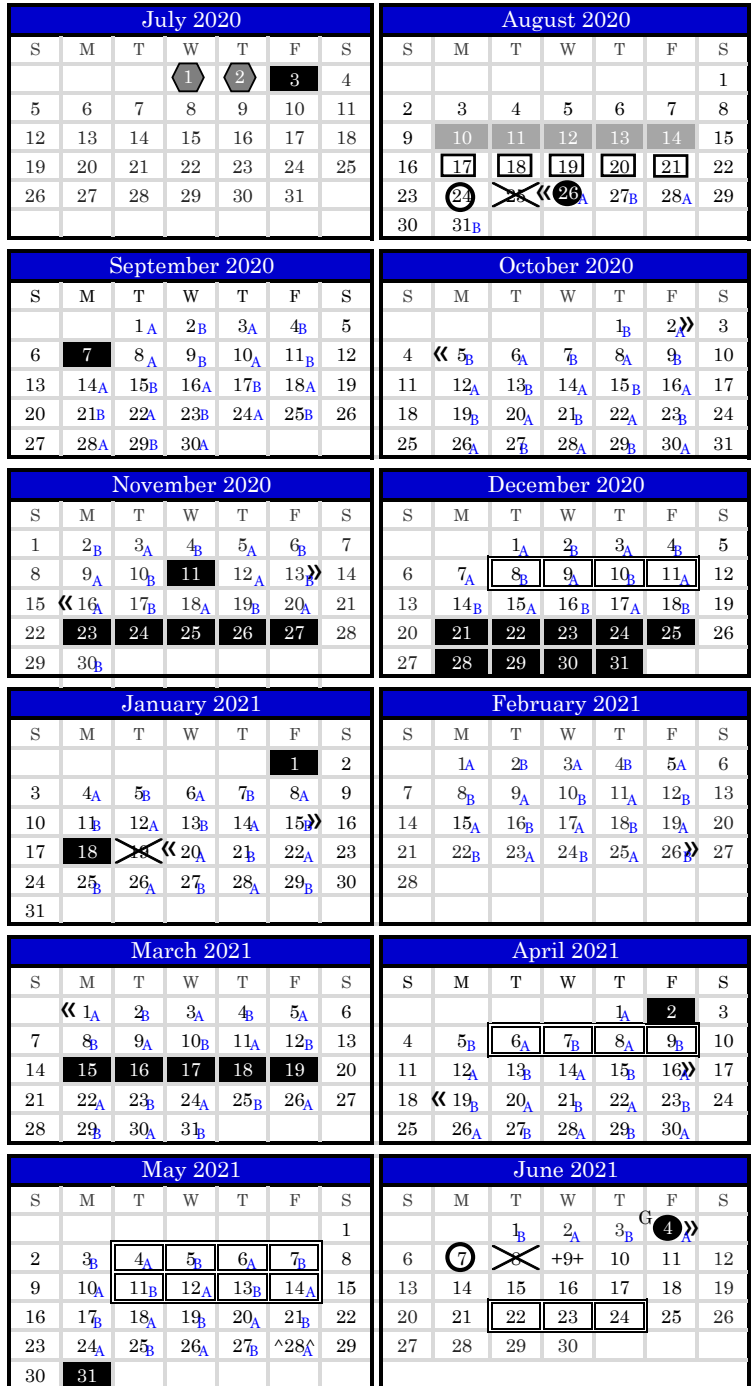 July 2020
S M T W T F S
1 2 3 4
5 6 7 8 9 10 11
12 13 14 15 16 17 18
19 20 21 22 23 24 25
26 27 28 29 30 31
August 2020
S M T W T F S
1
2 3 4 5 6 7 8
9 10 11 12 13 14 15
16 17 18 19 20 21 22
23 24 25 «26A 27B 28A 29
30 31B
September 2020
S M T W T F S
1A 2B 3A 4B 5
6 7 8A 9B 10A 11B 12
13 14A 15B 16A 17B 18A 19
20 21B 22A 23B 24A 25B 26
27 28A 29B 30A
October 2020
S M T W T F S
1B 2A» 3
4 «5B 6A 7B 8A 9B 10
11 12A 13B 14A 15B 16A 17
18 19B 20A 21B 22A 23B 24
25 26A 27B 28A 29B 30A 31
November 2020
S M T W T F S
1 2B 3A 4B 5A 6B 7
8 9A 10B 11 12A 13B» 14
15 «16A 17B 18A 19B 20A 21
22 23 24 25 26 27 28
29 30B
December 2020
S M T W T F S
1A 2B 3A 4B 5
6 7A 8B 9A 10B 11A 12
13 14B 15A 16B 17A 18B 19
20 21 22 23 24 25 26
27 28 29 30 31
January 2021
S M T W T F S
1 2
3 4A 5B 6A 7B 8A 9
10 11B 12A 13B 14A 15B» 16
17 18 19 «20A 21B 22A 23
24 25B 26A 27B 28A 29B 30
31
February 2021
S M T W T F S
1A 2B 3A 4B 5A 6
7 8B 9A 10B 11A 12B 13
14 15A 16B 17A 18B 19A 20
21 22B 23A 24B 25A 26B» 27
28
March 2021
S M T W T F S
«1A 2B 3A 4B 5A 6
7 8B 9A 10B 11A 12B 13
14 15 16 17 18 19 20
21 22A 23B 24A 25B 26A 27
28 29B 30A 31B
April 2021
S M T W T F S
1A 2 3
4 5B 6A 7B 8A 9B 10
11 12A 13B 14A 15B 16A» 17
18 «19B 20A 21B 22A 23B 24
25 26A 27B 28A 29B 30A
May 2021
S M T W T F S
1
2 3B 4A 5B 6A 7B 8
9 10A 11B 12A 13B 14A 15
16 17B 18A 19B 20A 21B 22
23 24A 25B 26A 27B ^28^A 29
30 31
June 2021
S M T W T F S
1B 2A 3B G4A» 5
6 7 8 +9+ 10 11 12
13 14 15 16 17 18 19
20 21 22 23 24 25 26
27 28 29 30